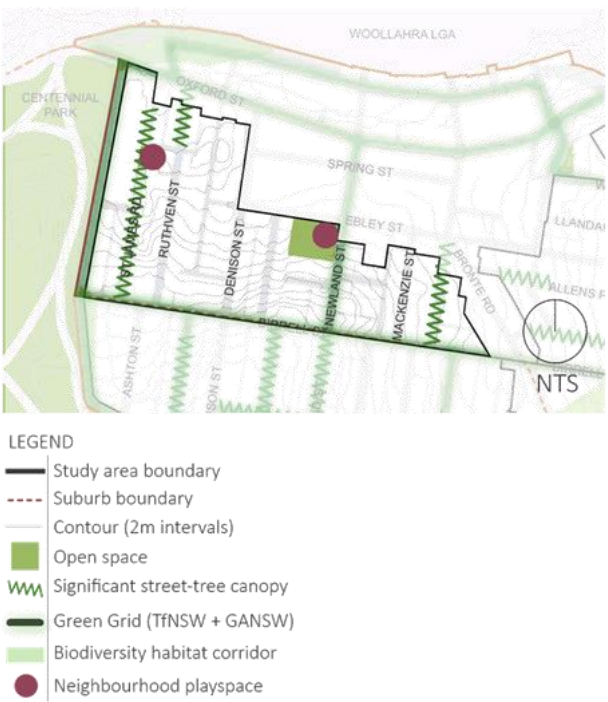 WOOLLAHRA LGA
CENTENNIAL
PARK
OXFORD ST
SPRING ST
RUTHVEN ST
DENISON ST
EBLEY ST
NEWLAND ST
MACKENZIE ST
BRONTE RD
ALLENS
ASHTON ST
NTS
LEGEND
Study area boundary
Suburb boundary
Contour (2m intervals)
Open space
Significant street-tree canopy
Green Grid (TfNSW + GANSW)
Biodiversity habitat corridor
Neighbourhood playspace